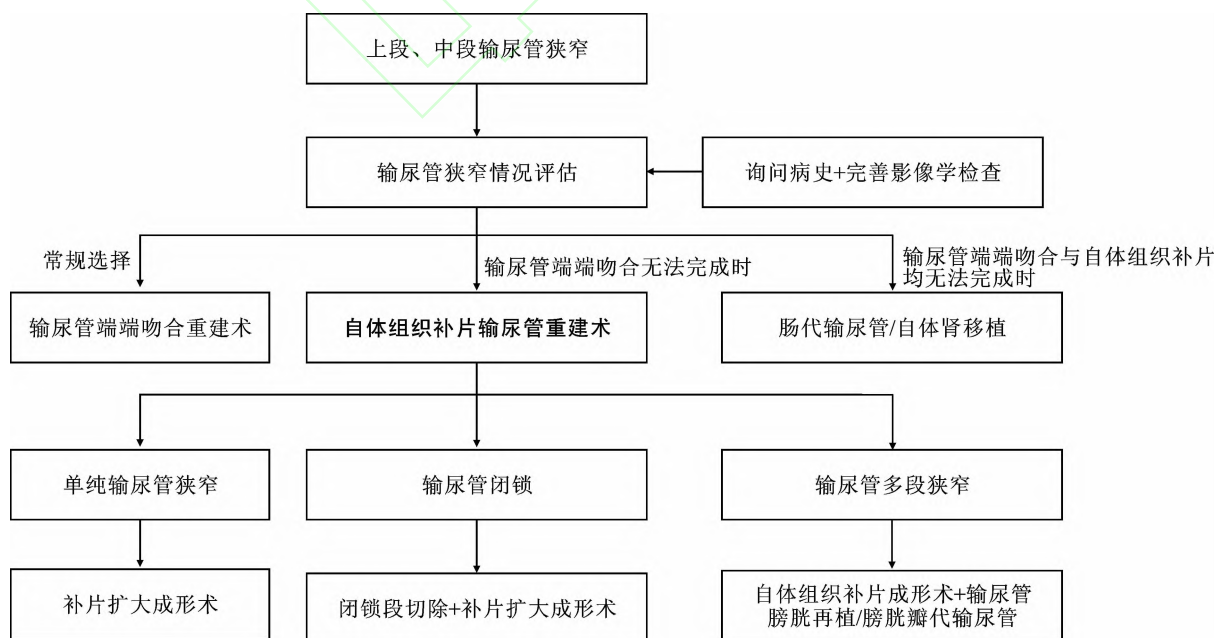 上段、中段输尿管狭窄
输尿管狭窄情况评估
询问病史+完善影像学检查
常规选择
输尿管端端吻合无法完成时
输尿管端端吻合与自体组织补片
均无法完成时
输尿管端端吻合重建术
自体组织补片输尿管重建术
肠代输尿管/自体肾移植
单纯输尿管狭窄
输尿管闭锁
输尿管多段狭窄
补片扩大成形术
闭锁段切除+补片扩大成形术
自体组织补片成形术+输尿管
膀胱再植/膀胱瓣代输尿管